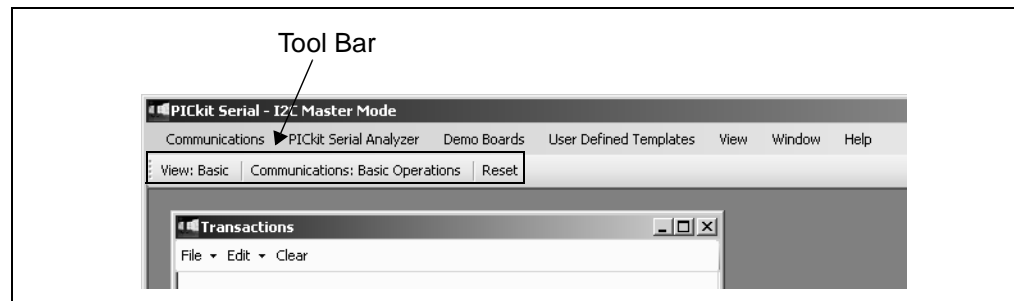 Tool Bar
PICkit Serial - I2C Master Mode
Communications PICkit Serial Analyzer Demo Boards User Defined Templates View Window Help
View: Basic Communications: Basic Operations Reset
Transactions
File Edit Clear